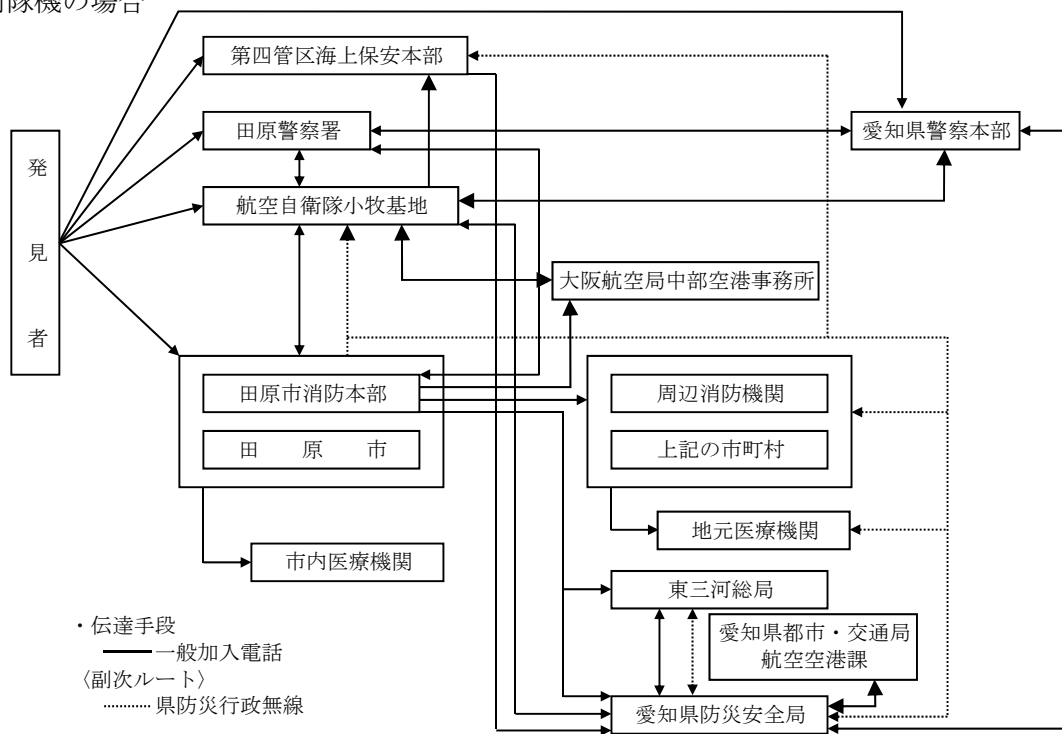 隊機の場合
第四管区海上保安本部
田原警察署
愛知県警察本部
発見者
航空自衛隊小牧基地
大阪航空局中部空港事務所
田原市消防本部
周辺消防機関
田原市
上記の市町村
地元医療機関
市内医療機関
東三河総局
・伝達手段
一般加入電話
〈副次ルート〉
県防災行政無線
愛知県都市・交通局
航空空港課
愛知県防災安全局